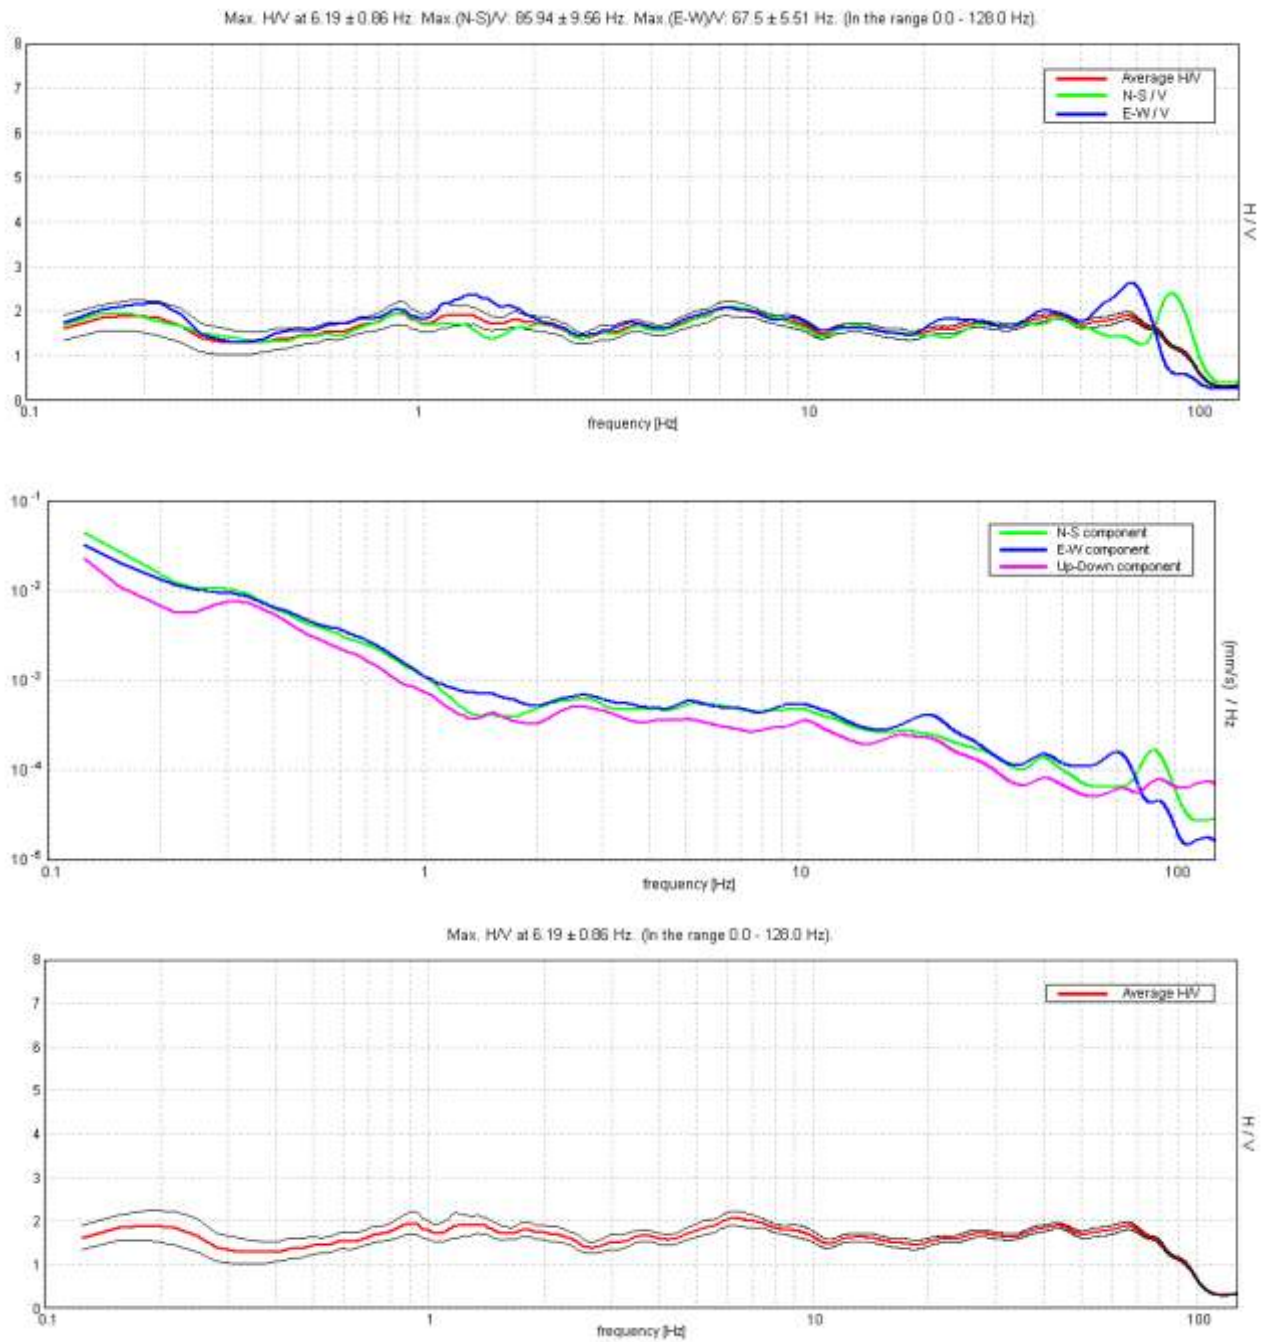 Max. H/V at 6.19 ± 0.86 Hz. Max.(N-S)/V: 85.94 ± 9.56 Hz. Max.(E-W)/V: 67.5 ± 5.51 Hz. (In the range 0.0 - 128.0 Hz).
8
7
6
5
4
3
2
1
0
Average H/V
N-S / V
E-W / V
H / V
0.1
1
10
100
frequency [Hz]
10-1
10-2
10-3
10-4
10-5
N-S component
E-W component
Up-Down component
(mm/s) / Hz
0.1
1
10
100
frequency [Hz]
Max. H/V at 6.19 ± 0.86 Hz. (In the range 0.0 - 128.0 Hz).
8
7
6
5
4
3
2
1
0
Average H/V
H / V
0.1
1
10
100
frequency [Hz]